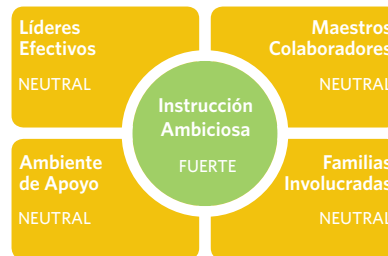 Líderes
Efectivos
NEUTRAL
Maestros
Colaboradores
NEUTRAL
Instrucción
Ambiciosa
FUERTE
Ambiente
de Apoyo
NEUTRAL
Familias
Involucradas
NEUTRAL